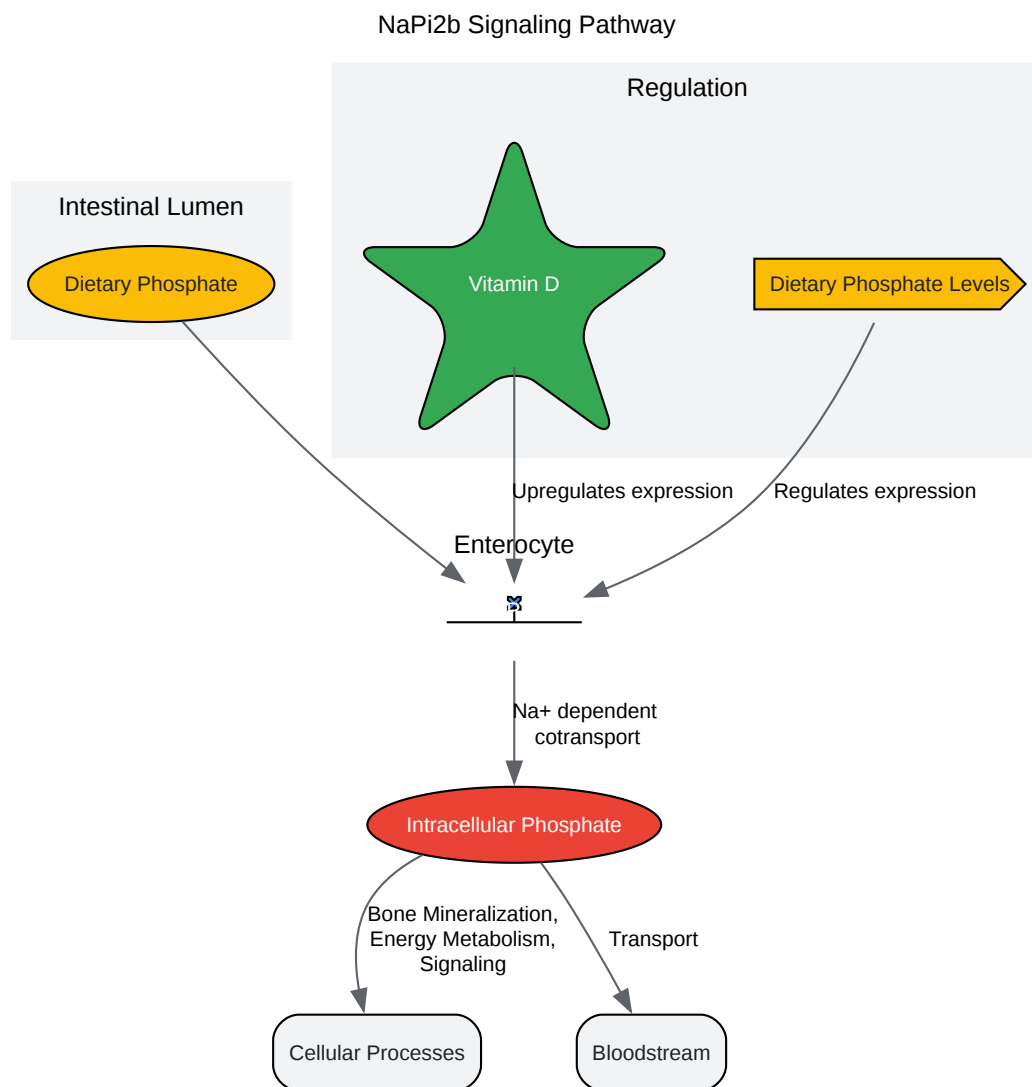 NaPi2b Signaling Pathway
Regulation
Intestinal Lumen
Dietary Phosphate
Vitamin D
Dietary Phosphate Levels
Upregulates expression
Regulates expression
Enterocyte
Na+ dependent
cotransport
Intracellular Phosphate
Bone Mineralization,
Energy Metabolism,
Signaling
Transport
Cellular Processes
Bloodstream